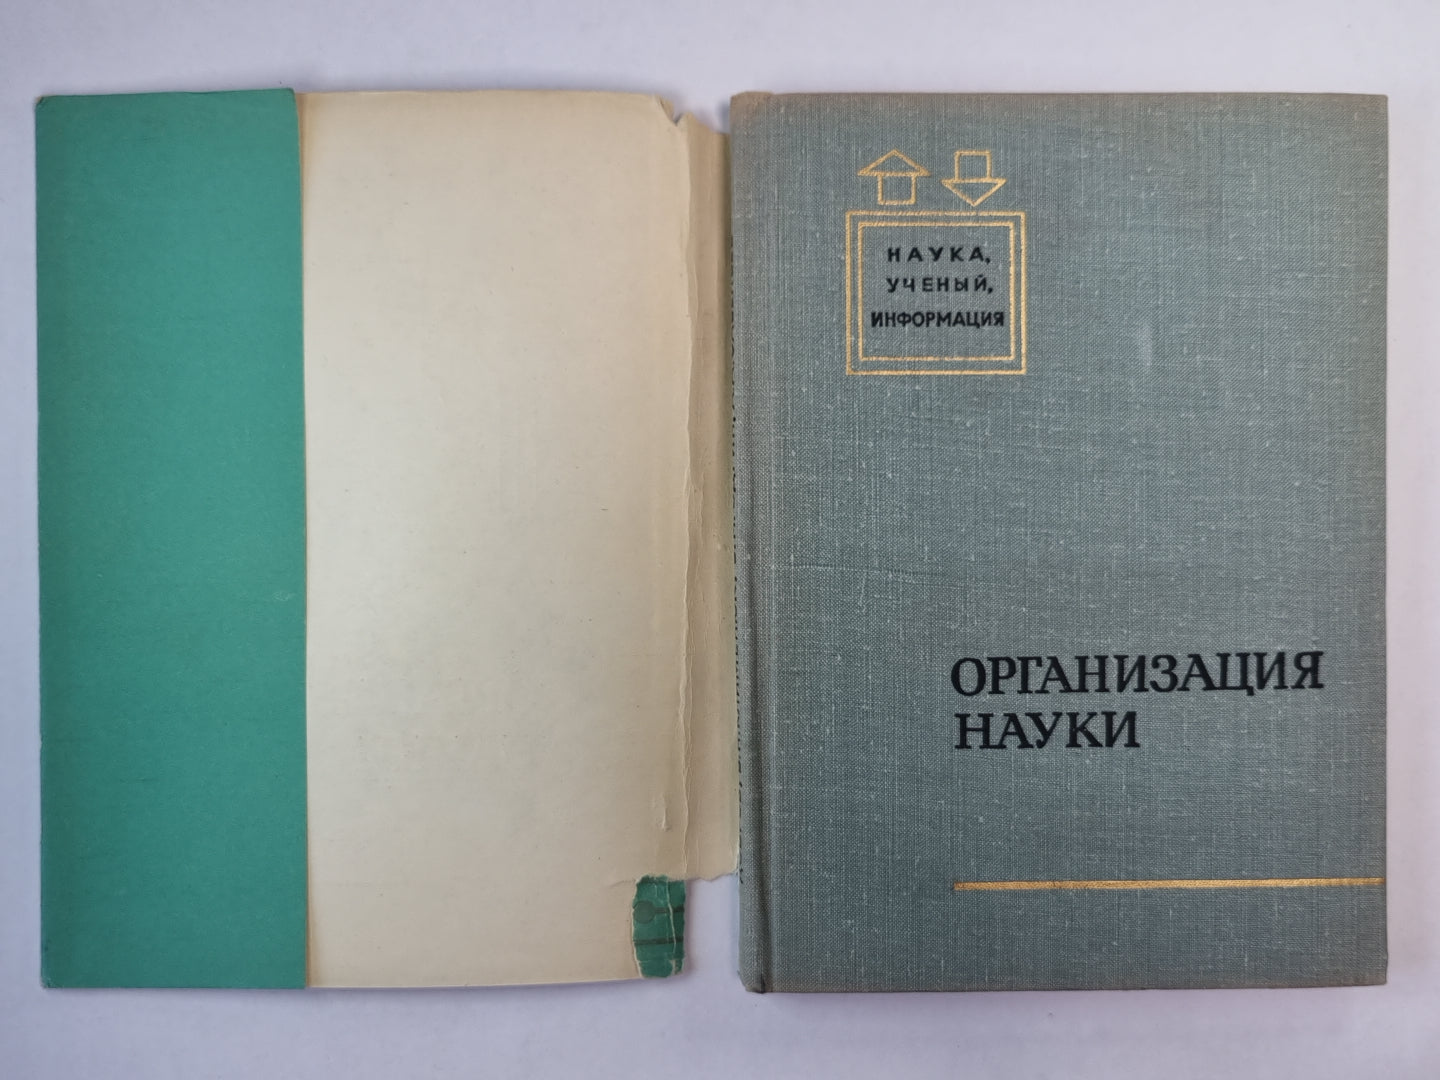 НАУКА,
УЧЕНЫЙ,
ИНФОРМАЦИЯ
ОРГАНИЗАЦИЯ
НАУКИ